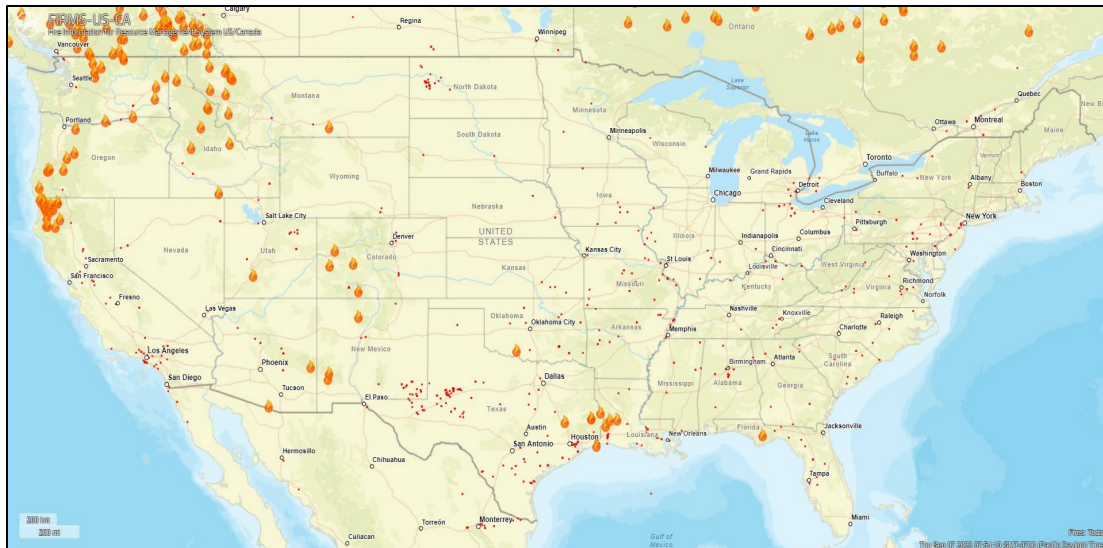 FIRMS-US-CA
Fire Information for Resource Management System US/Canada
Calgary
Regina
Winnipeg
Ontario
Vancouver
Seattle
Lake
Superior
Quebec
New B
Montana
North Dakota
Minnesota
Ottawa
Montreal
Maine
Portland
Minneapolis
Lake
Huron
Oregon
Idaho
South Dakota
Wisconsin
Toronto
Vermont
Wyoming
Milwaukee
Grand Rapids
Buffalo
New York
Albany
Boston
Detroit
Iowa
Chicago
Cleveland
Nebraska
Salt Lake City
New York
Pittsburgh
Nevada
Utah
Denver
UNITED
STATES
Illinois
Indianapolis
Columbus
Colorado
Kansas City
Cincinnati
Washington
Sacramento
San Francisco
Kansas
St Louis
Louisville
West Virginia
Missouri
Kentucky
Virginia
Richmond
Norfolk
Fresno
Las Vegas
Nashville
Knoxville
Oklahoma
Oklahoma City
Raleigh
Arkansas
Memphis
Charlotte
Los Angeles
New Mexico
Phoenix
South
Carolina
Birmingham
Atlanta
San Diego
Tucson
Dallas
Mississippi
Alabama
Georgia
El Paso
Texas
Austin
Louisiana
New Orleans
Florida
Jacksonville
Houston
San Antonio
Hermosillo
Chihuahua
Tampa
200 km
200 mi
Torreón
Monterrey
Miami
Culiacan
Gulf of
Mexico
Fires: Toda